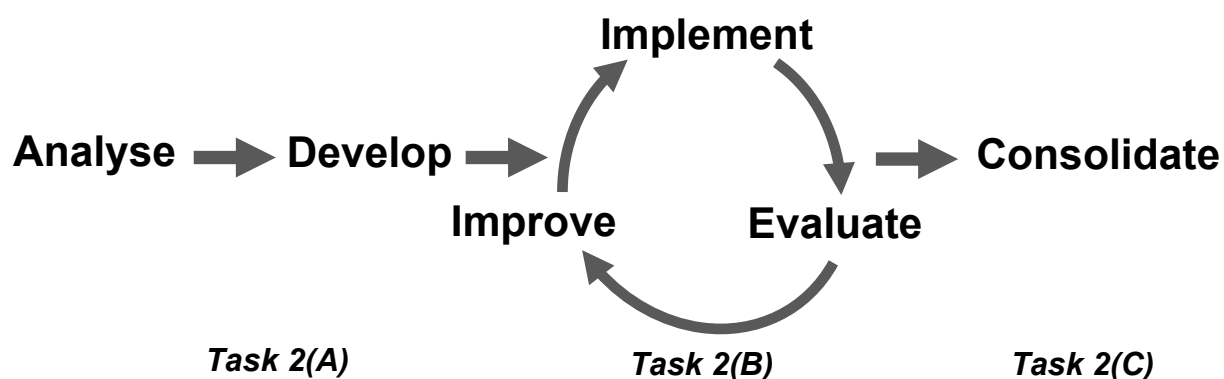 Implement
Analyse
Develop
Consolidate
Improve
Evaluate
Task 2(A)
Task 2(B)
Task 2(C)